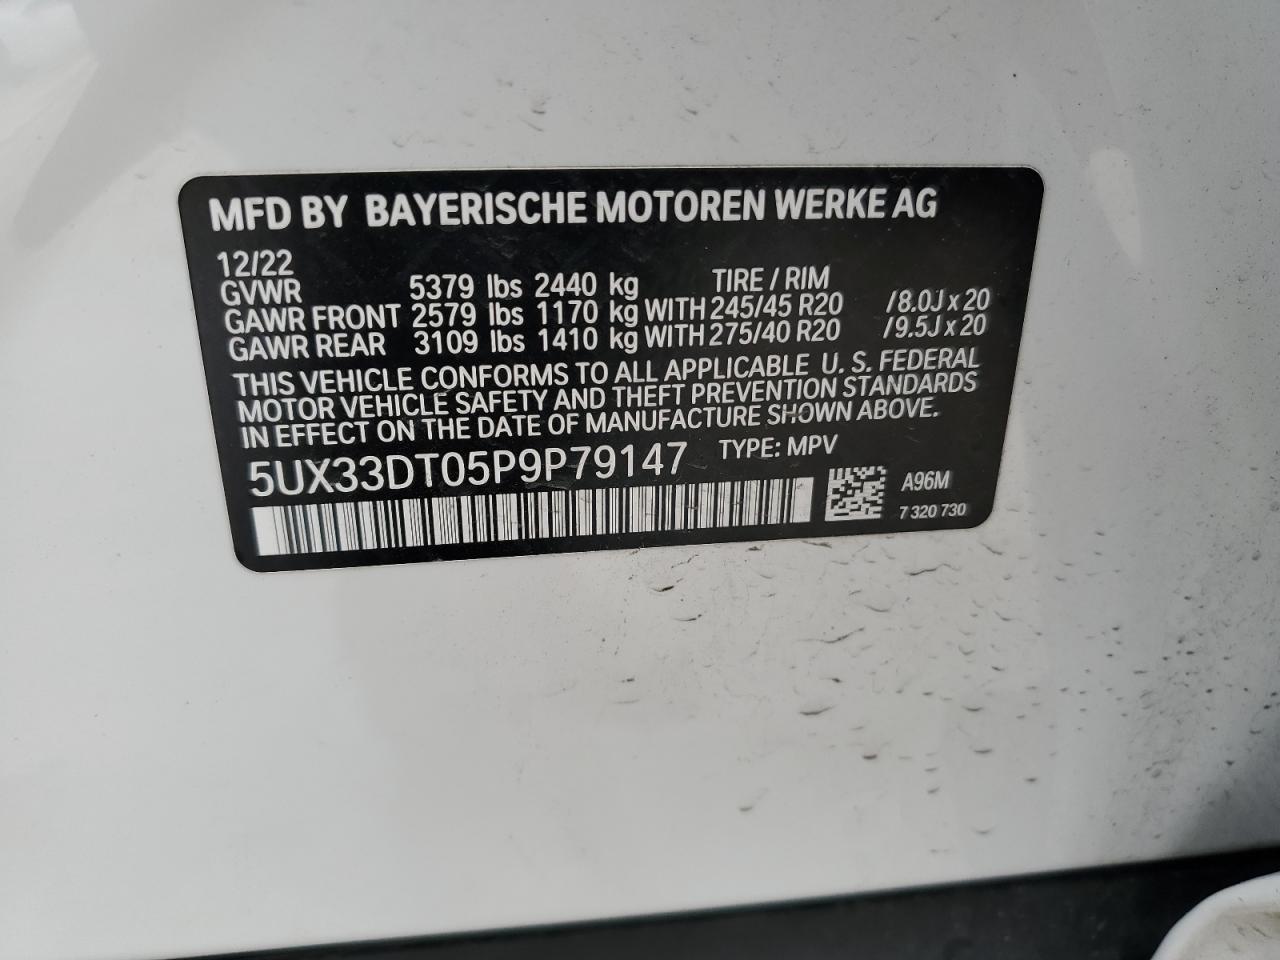 MFD BY BAYERISCHE MOTOREN WERKE AG
12/22
GVWR 5379 lbs 2440 kg TIRE / RIM
GAWR FRONT 2579 lbs 1170 kg WITH 245/45 R20 /8.0J x 20
GAWR REAR 3109 lbs 1410 kg WITH 275/40 R20 /9.5J x 20
THIS VEHICLE CONFORMS TO ALL APPLICABLE U. S. FEDERAL
MOTOR VEHICLE SAFETY AND THEFT PREVENTION STANDARDS
IN EFFECT ON THE DATE OF MANUFACTURE SHOWN ABOVE.
5UX33DT05P9P79147 TYPE: MPV
A96M
7 320 730